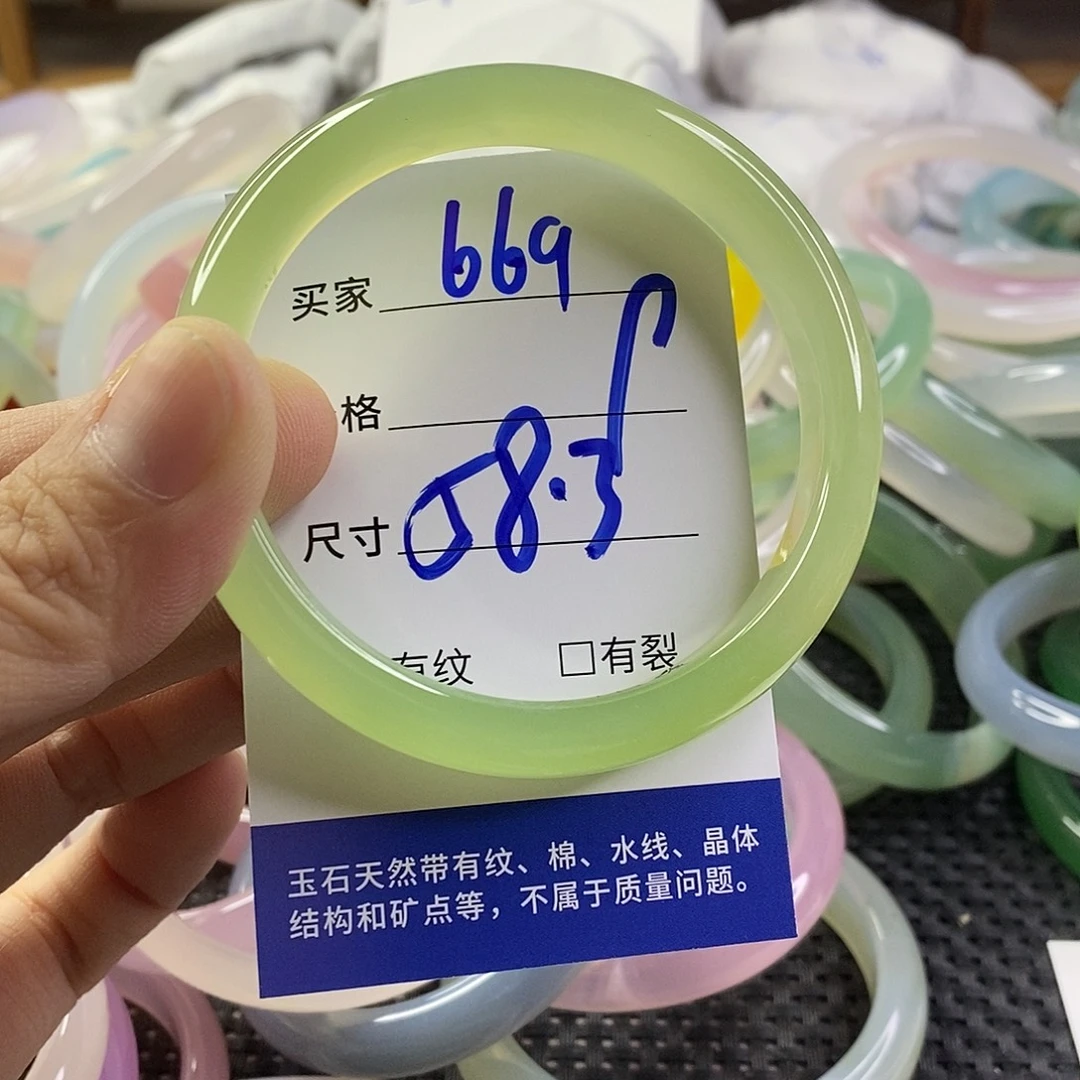 买家 669
格
尺寸 58.3
有纹 □有裂
玉石天然带有纹、棉、水线、晶体
结构和矿点等，不属于质量问题。